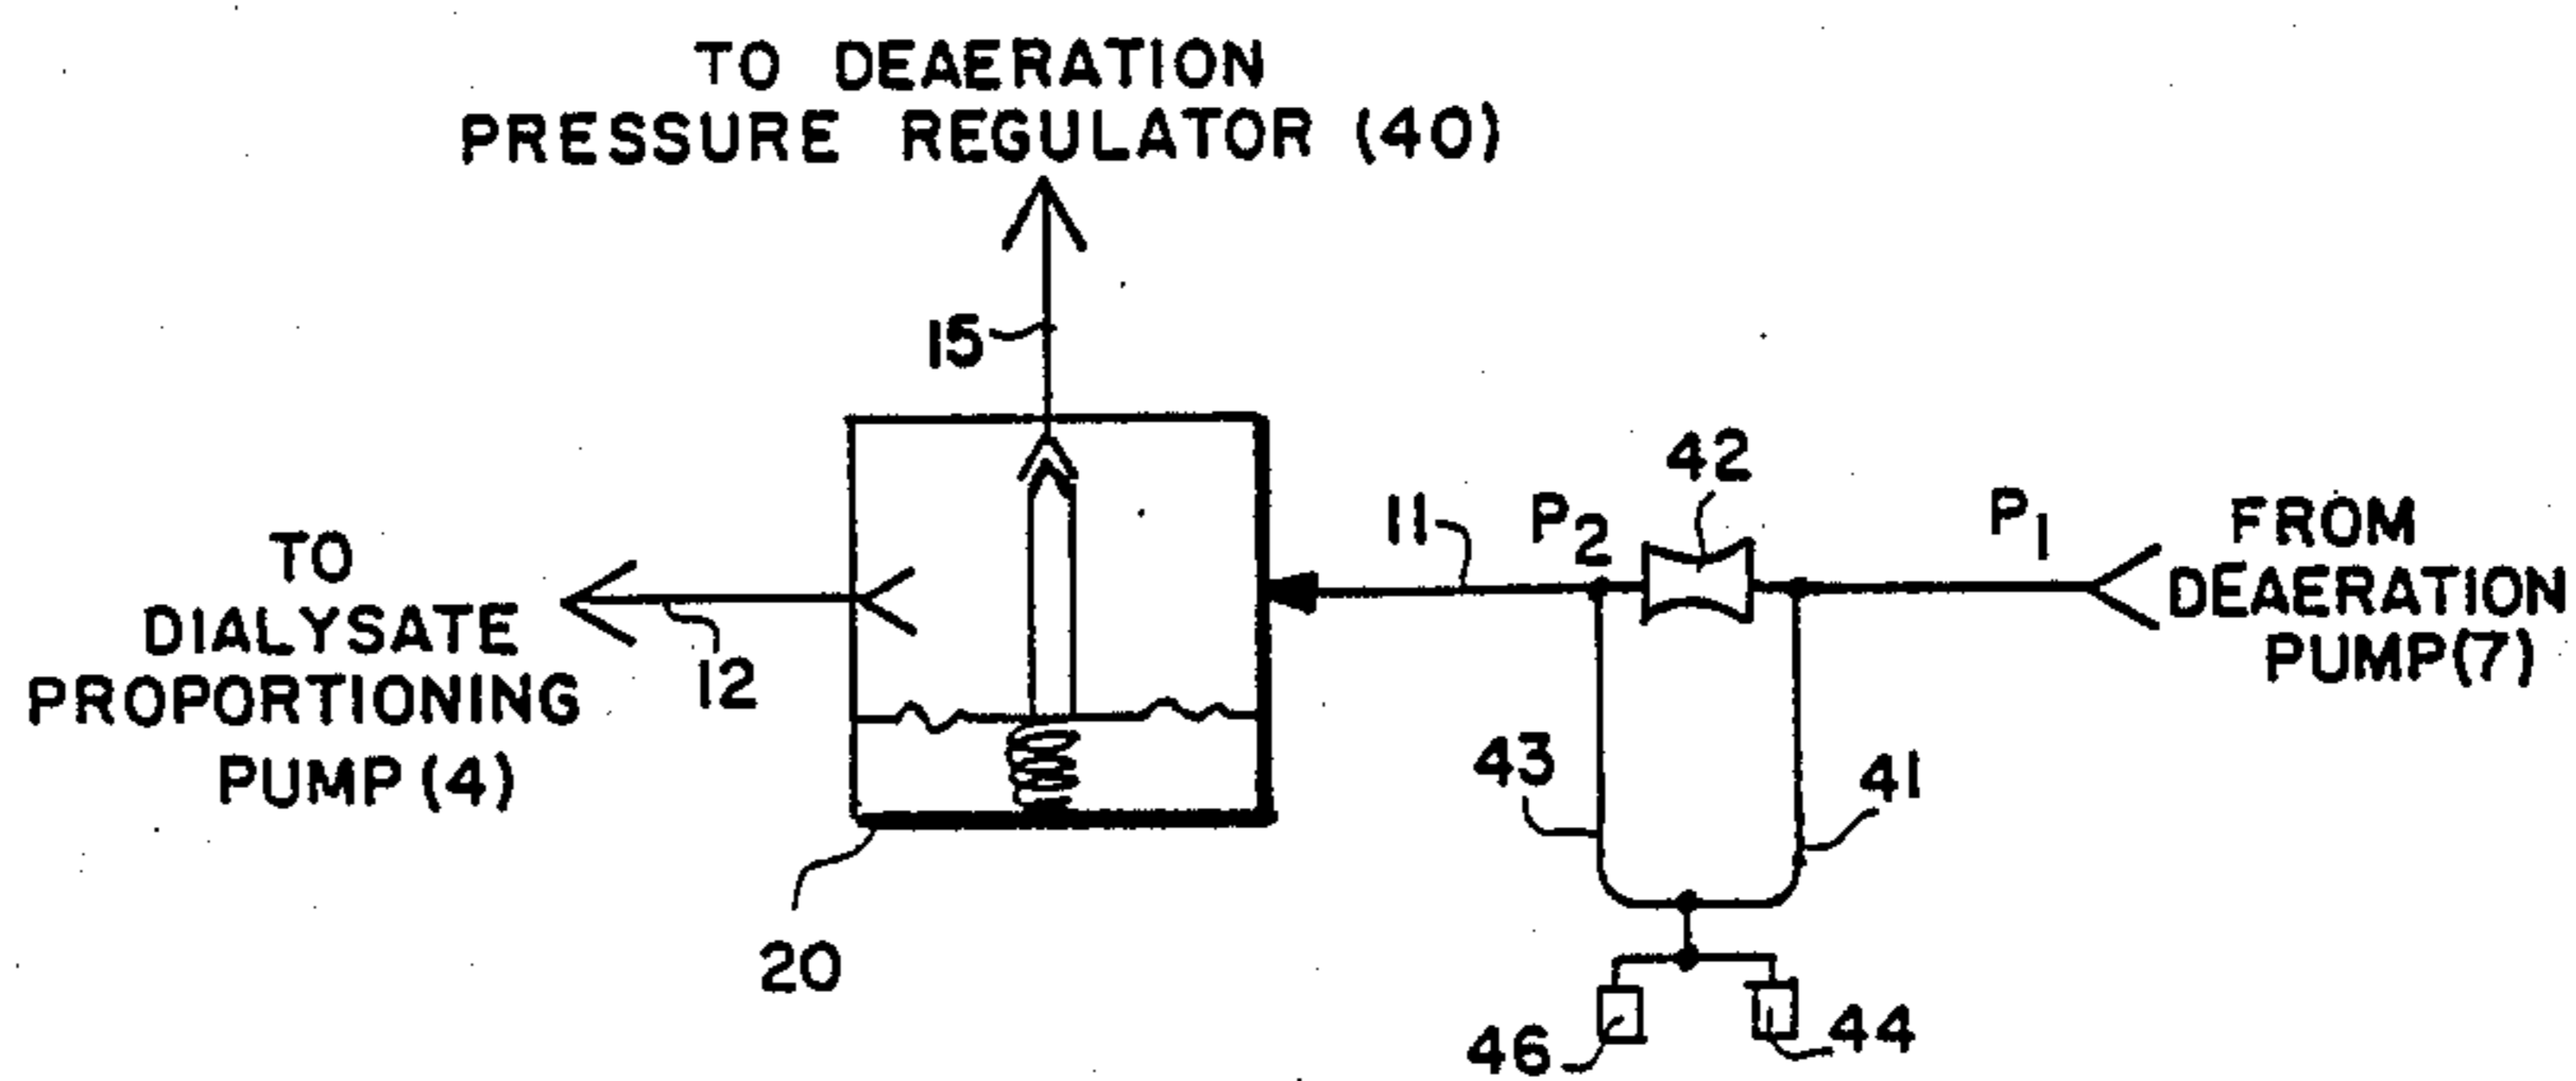 TO DEAERATION
PRESSURE REGULATOR (40)
15
42
11
P2
P1
FROM
DEAERATION
PUMP(7)
TO
DIALYSATE
PROPORTIONING
PUMP (4)
12
43
41
20
46
44